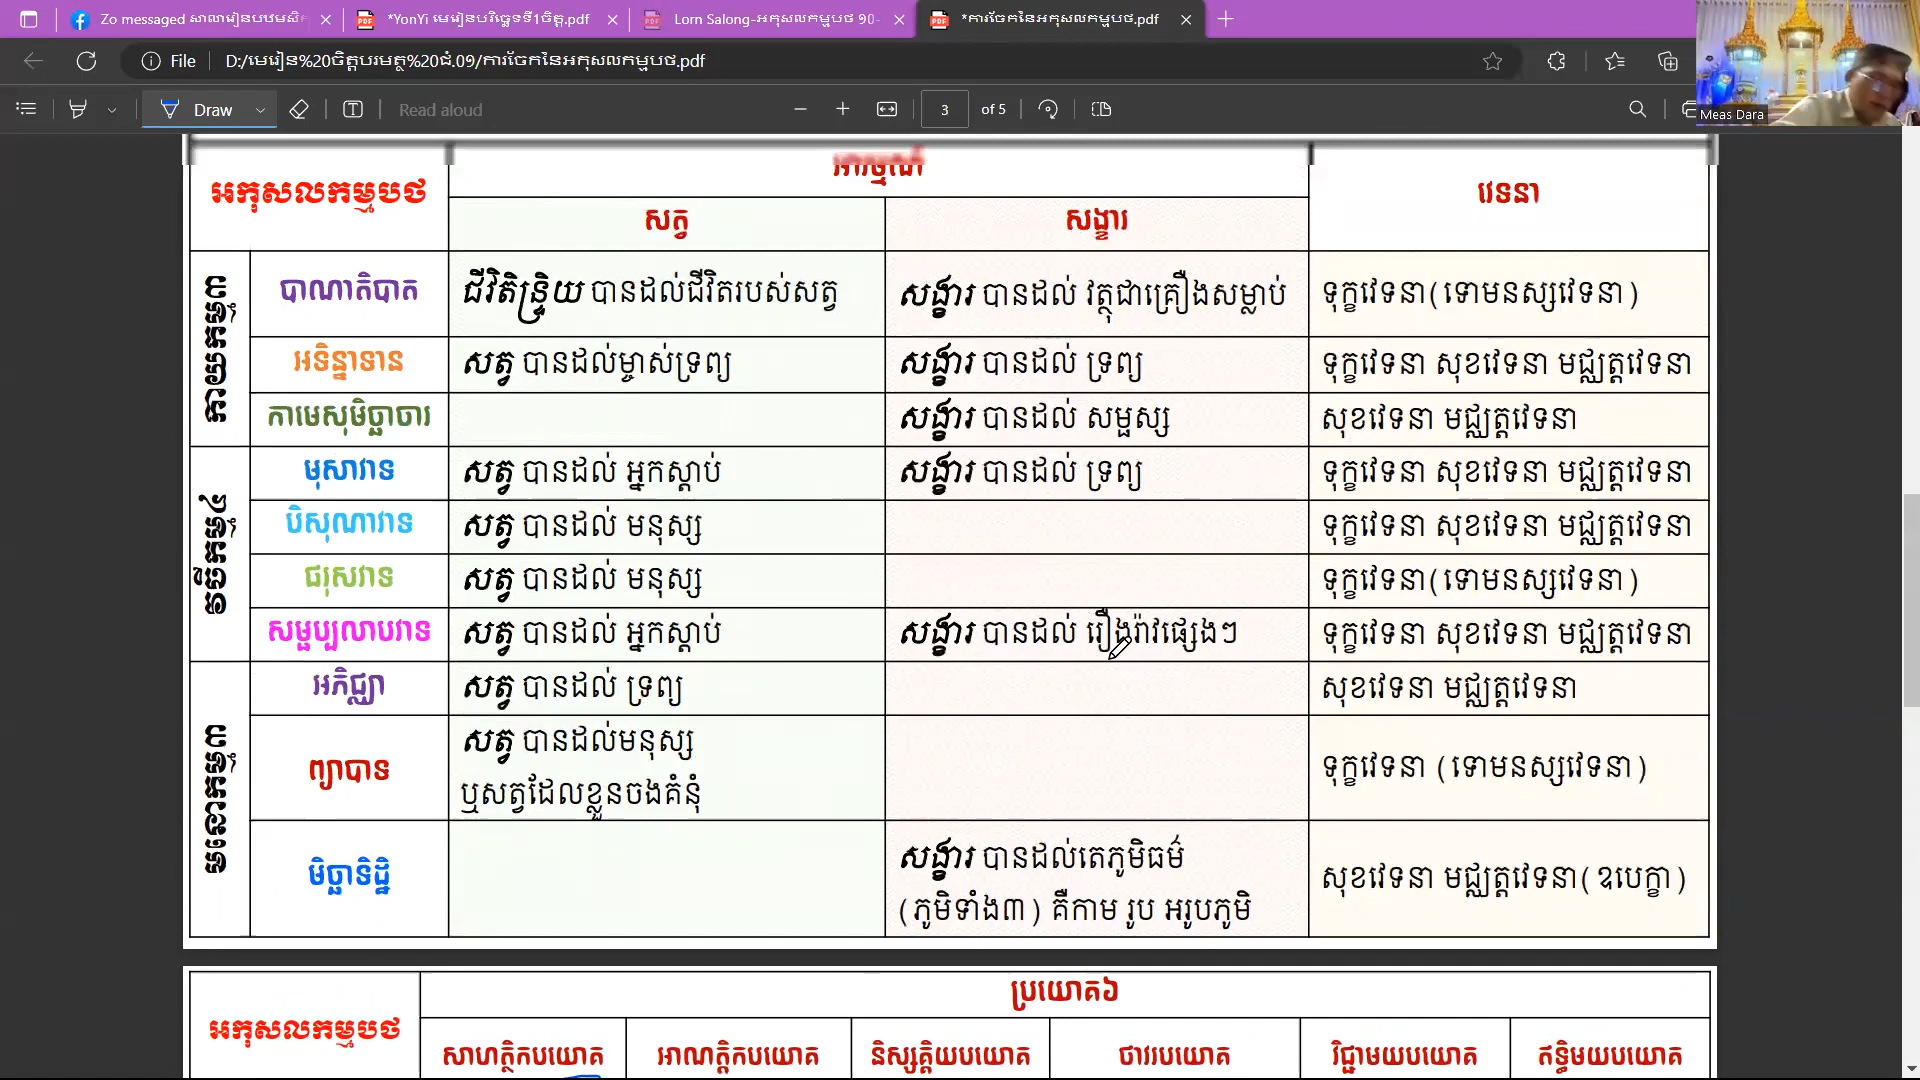 Zo messaged សាលារៀនបឋមសិក
*YonYi មេរៀនបរិច្ឆេទទី1ចិត្ត.pdf
Lorn Salong-អកុសលកម្មបថ 90-
*ការចែកនៃអកុសលកម្មបថ.pdf
File
D:/មេរៀន%20ចិត្តបរមត្ថ%20ជំ.09/ការចែកនៃអកុសលកម្មបថ.pdf
Draw
Read aloud
3 of 5
Meas Dara
អកុសលកម្មបថ
អារម្មណ៍
វេទនា
សត្វ
សង្ខារ
កាយកម្ម៣
បាណាតិបាត
ជីវិតិន្ទ្រិយ បានដល់ជីវិតរបស់សត្វ
សង្ខារ បានដល់ វត្ថុជាគ្រឿងសម្លាប់
ទុក្ខវេទនា(ទោមនស្សវេទនា)
អទិន្នាទាន
សត្វ បានដល់ម្ចាស់ទ្រព្យ
សង្ខារ បានដល់ ទ្រព្យ
ទុក្ខវេទនា សុខវេទនា មជ្ឈត្តវេទនា
កាមេសុមិច្ឆាចារ
សង្ខារ បានដល់ សម្ផស្ស
សុខវេទនា មជ្ឈត្តវេទនា
វចីកម្ម៤
មុសាវាទ
សត្វ បានដល់ អ្នកស្តាប់
សង្ខារ បានដល់ ទ្រព្យ
ទុក្ខវេទនា សុខវេទនា មជ្ឈត្តវេទនា
បិសុណាវាទ
សត្វ បានដល់ មនុស្ស
ទុក្ខវេទនា សុខវេទនា មជ្ឈត្តវេទនា
ផរុសវាទ
សត្វ បានដល់ មនុស្ស
ទុក្ខវេទនា(ទោមនស្សវេទនា)
សម្ផប្បលាបវាទ
សត្វ បានដល់ អ្នកស្តាប់
សង្ខារ បានដល់ រឿងរ៉ាវផ្សេងៗ
ទុក្ខវេទនា សុខវេទនា មជ្ឈត្តវេទនា
មនោកម្ម៣
អភិជ្ឈា
សត្វ បានដល់ ទ្រព្យ
សុខវេទនា មជ្ឈត្តវេទនា
ព្យាបាទ
សត្វ បានដល់មនុស្ស
ឬសត្វដែលខ្លួនចងគំនុំ
ទុក្ខវេទនា (ទោមនស្សវេទនា)
មិច្ឆាទិដ្ឋិ
សង្ខារ បានដល់តេភូមិធម៌
(ភូមិទាំង៣) គឺកាម រូប អរូបភូមិ
សុខវេទនា មជ្ឈត្តវេទនា(ឧបេក្ខា)
អកុសលកម្មបថ
ប្រយោគ៦
សាហត្ថិកបយោគ
អាណត្តិកបយោគ
និស្សត្តិយបយោគ
ថាវរបយោគ
វិជ្ជាមយបយោគ
ឥទ្ធិមយបយោគ